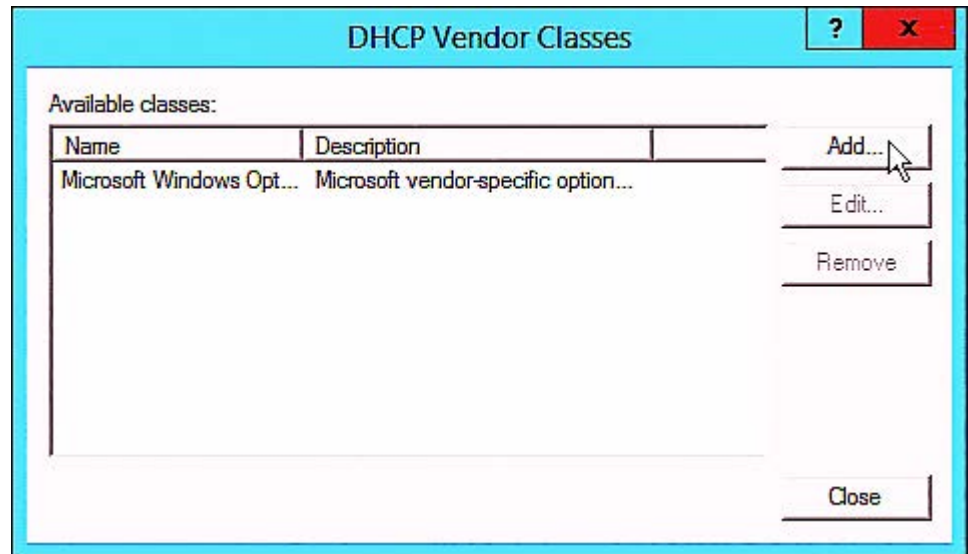 DHCP Vendor Classes ? x
Available classes:
Name Description Add...
Microsoft Windows Opt... Microsoft vendor-specific option...
Edit...
Remove
Close